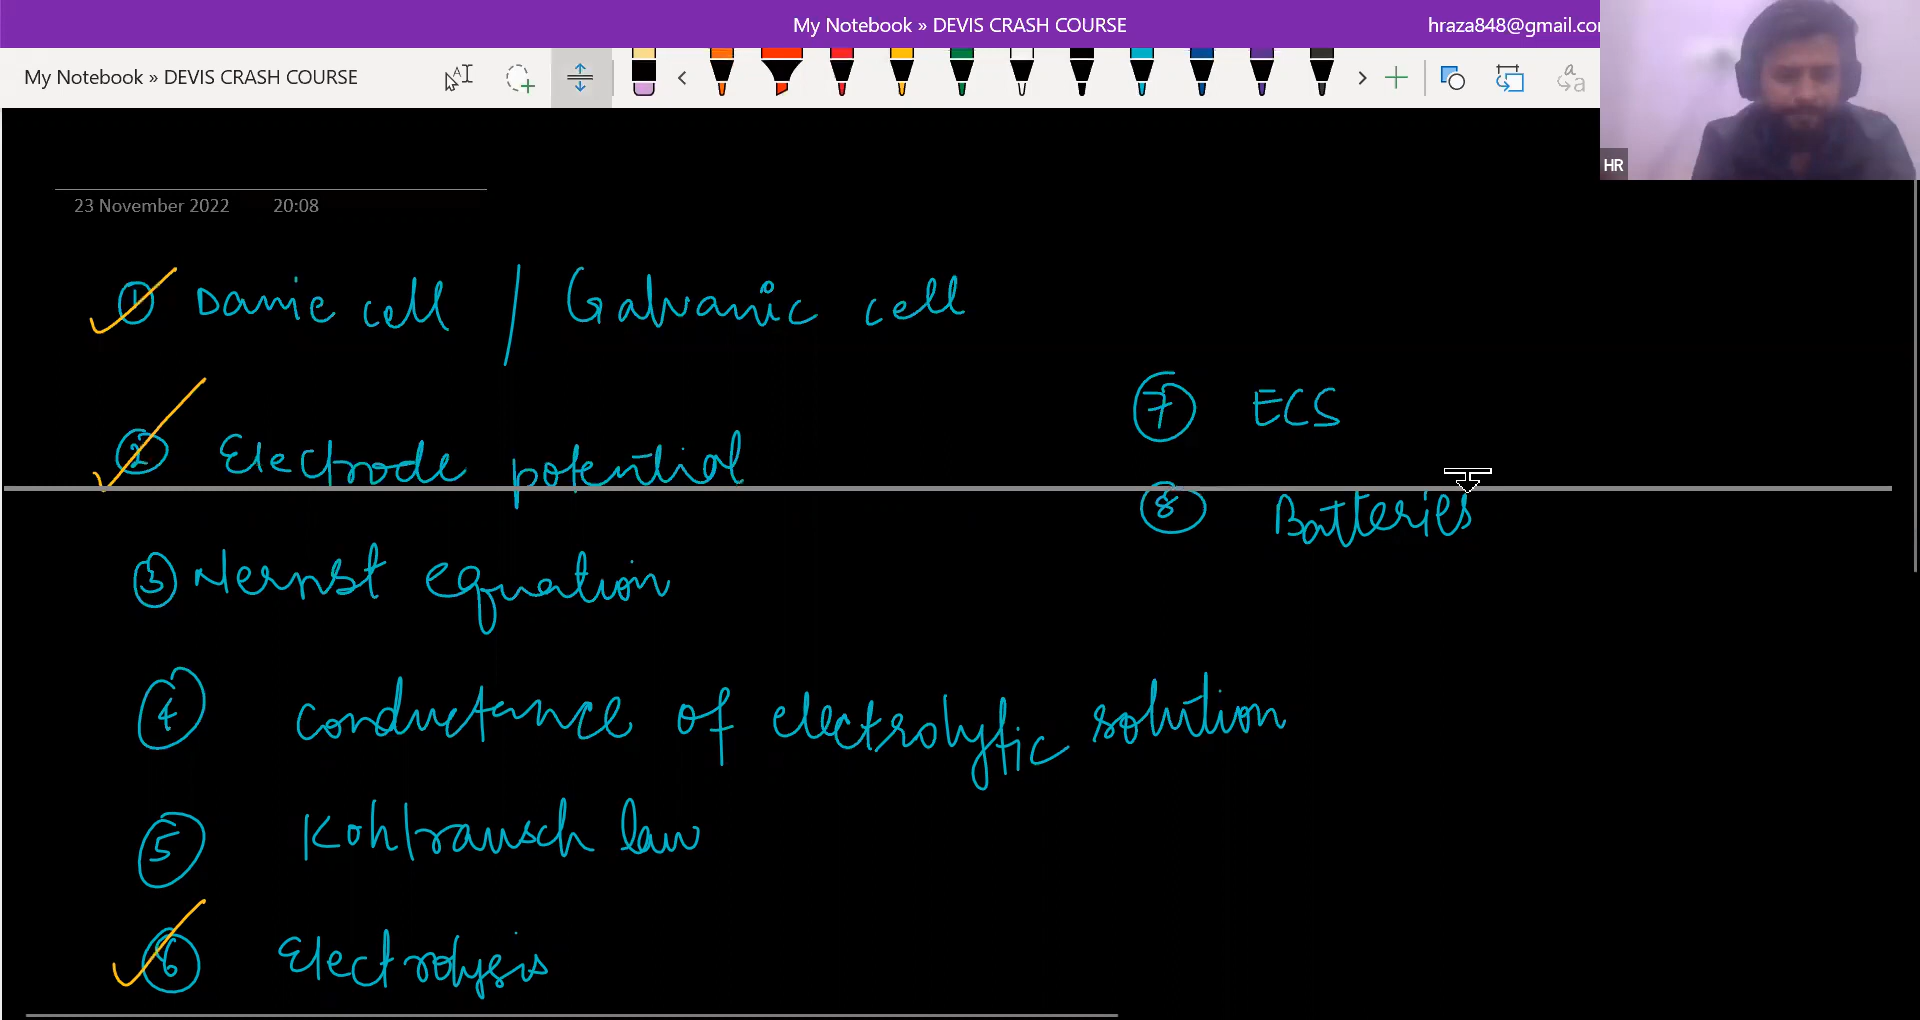 My Notebook » DEVIS CRASH COURSE
hraza848@gmail.co
My Notebook » DEVIS CRASH COURSE
HR
23 November 2022 20:08
① Danie cell / Galvanic cell
② Electrode potential
③ Nernst equation
④ conductance of electrolytic solution
⑤ Kohlrausch law
⑥ Electrolysis
⑦ ECS
⑧ Batteries